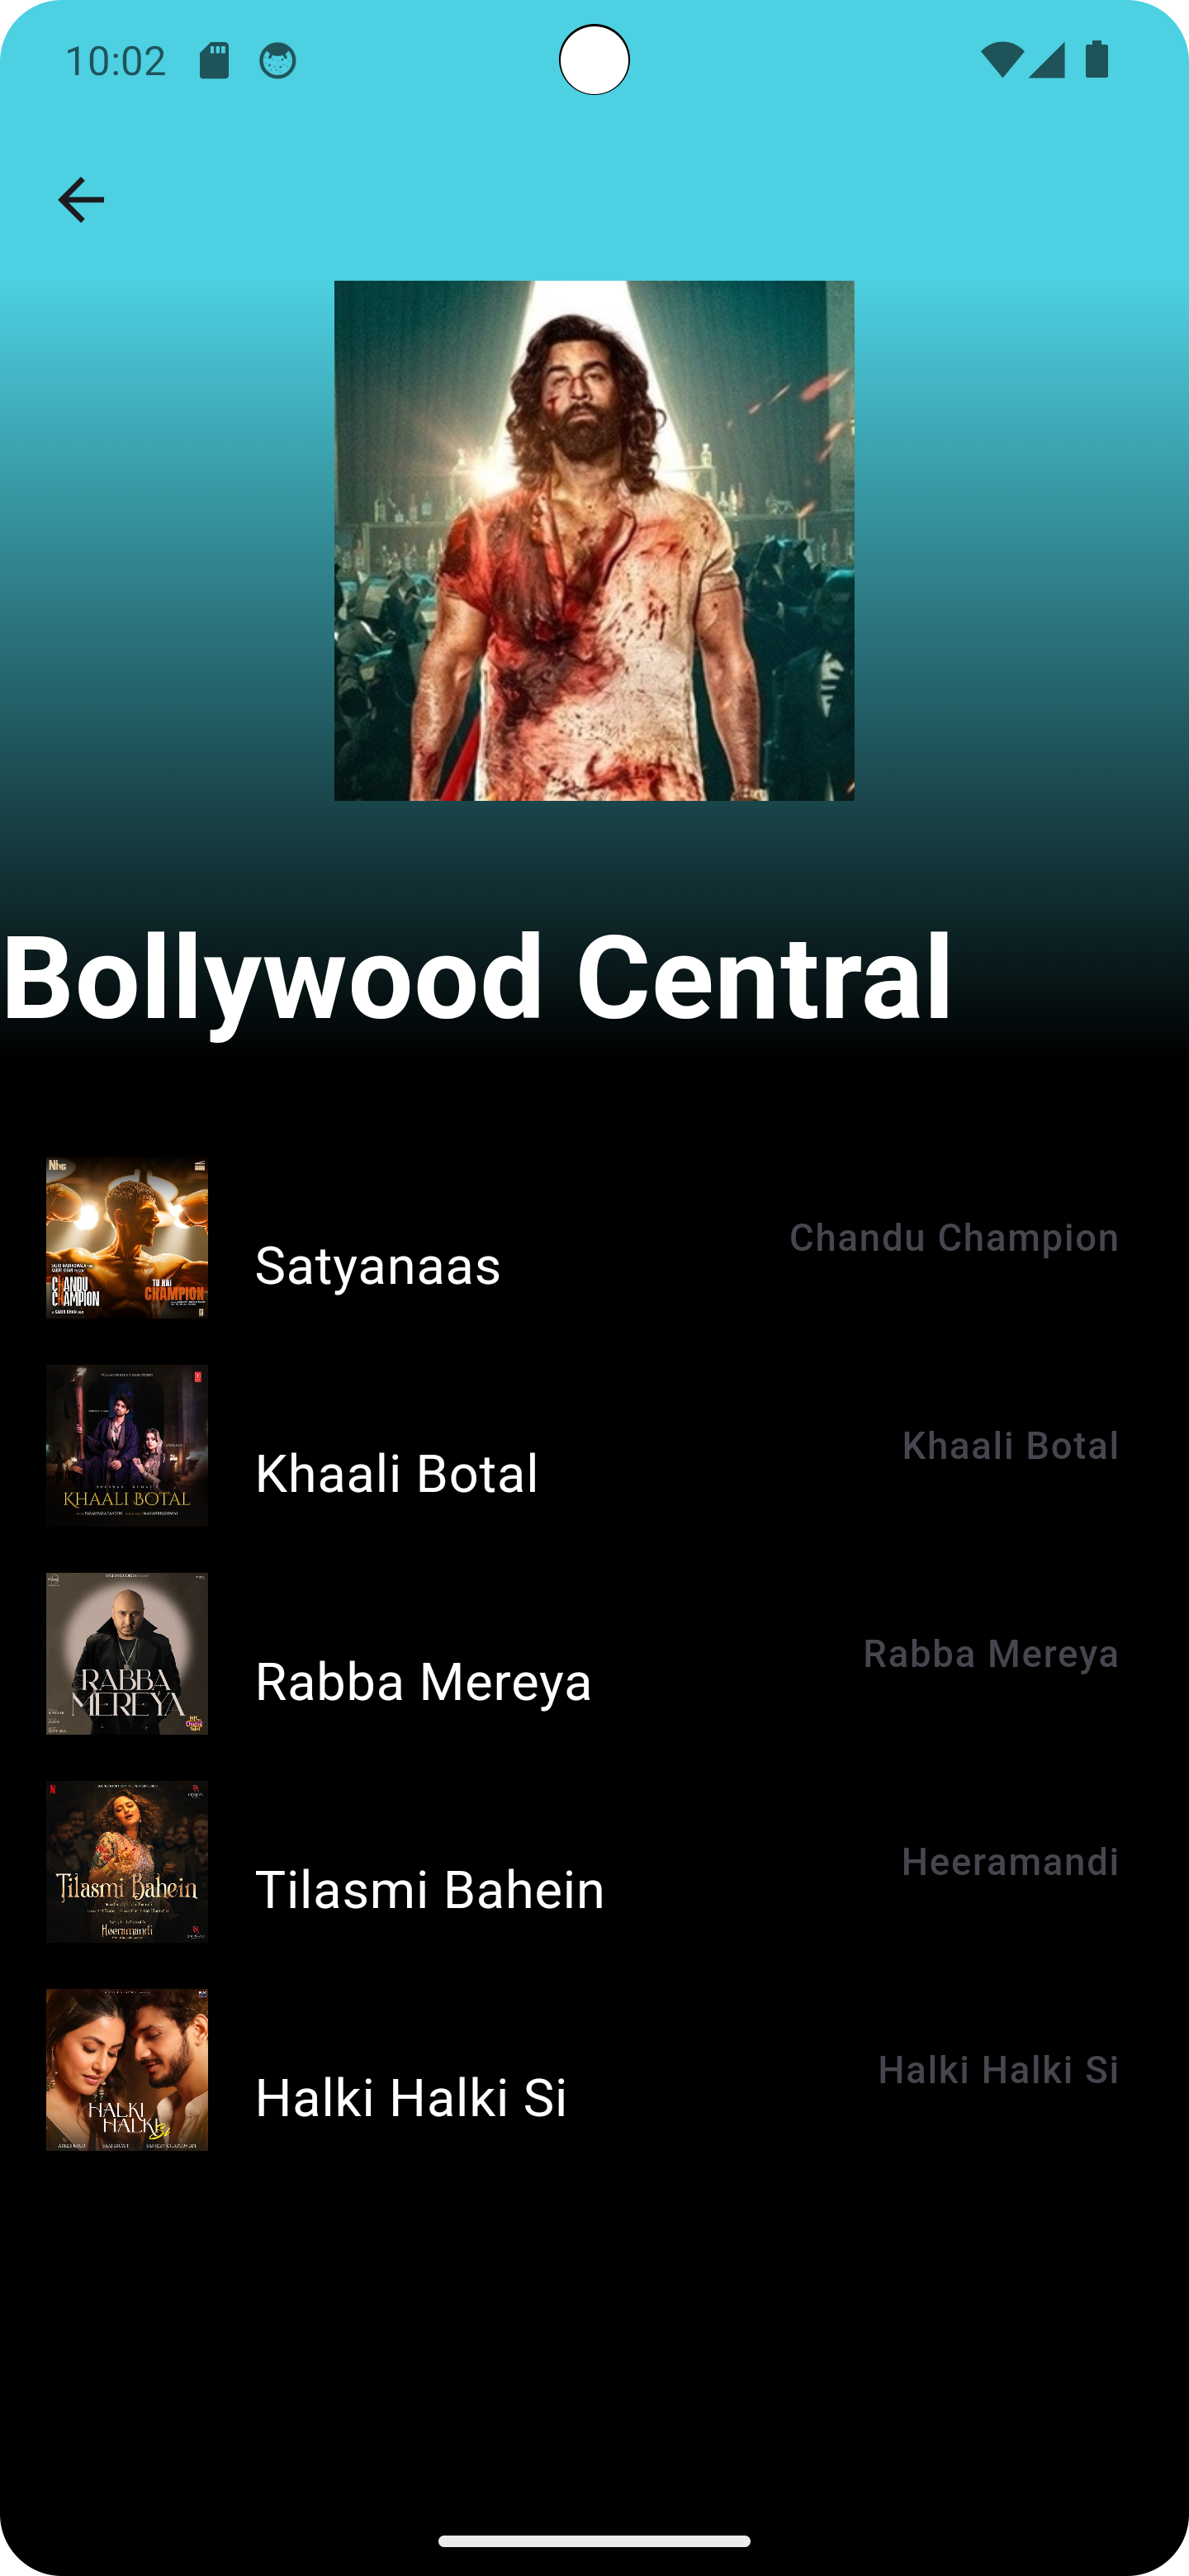 10:02
Bollywood Central
CHANDU
CHAMPION
TU HAI
CHAMPION
Satyanaas
Chandu Champion
KHAALI BOTAL
Khaali Botal
Khaali Botal
RABBA
MEREYA
Rabba Mereya
Rabba Mereya
Tilasmi Bahein
Heeramandi
Tilasmi Bahein
Heeramandi
HALKI
HALKI
Si
Halki Halki Si
Halki Halki Si